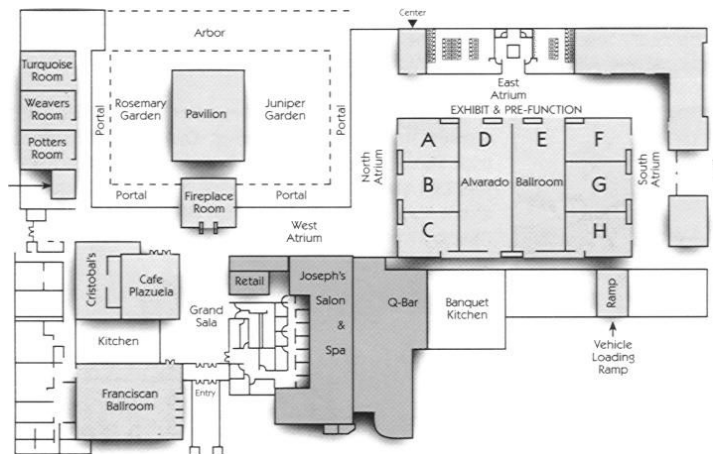 Center
Arbor
Turquoise
Room
Weavers
Room
Potters
Room
Portal
Rosemary
Garden
Pavilion
Juniper
Garden
Portal
East
Atrium
EXHIBIT & PRE-FUNCTION
Portal
Fireplace
Room
Portal
North
Atrium
A
B
C
D
Alvarado
E
Ballroom
F
G
H
South
Atrium
West
Atrium
Cristobal's
Cafe
Plazuela
Retail
Joseph's
Salon
&
Spa
Q-Bar
Banquet
Kitchen
Ramp
Grand
Sala
Kitchen
Vehicle
Loading
Ramp
Franciscan
Ballroom
Entry